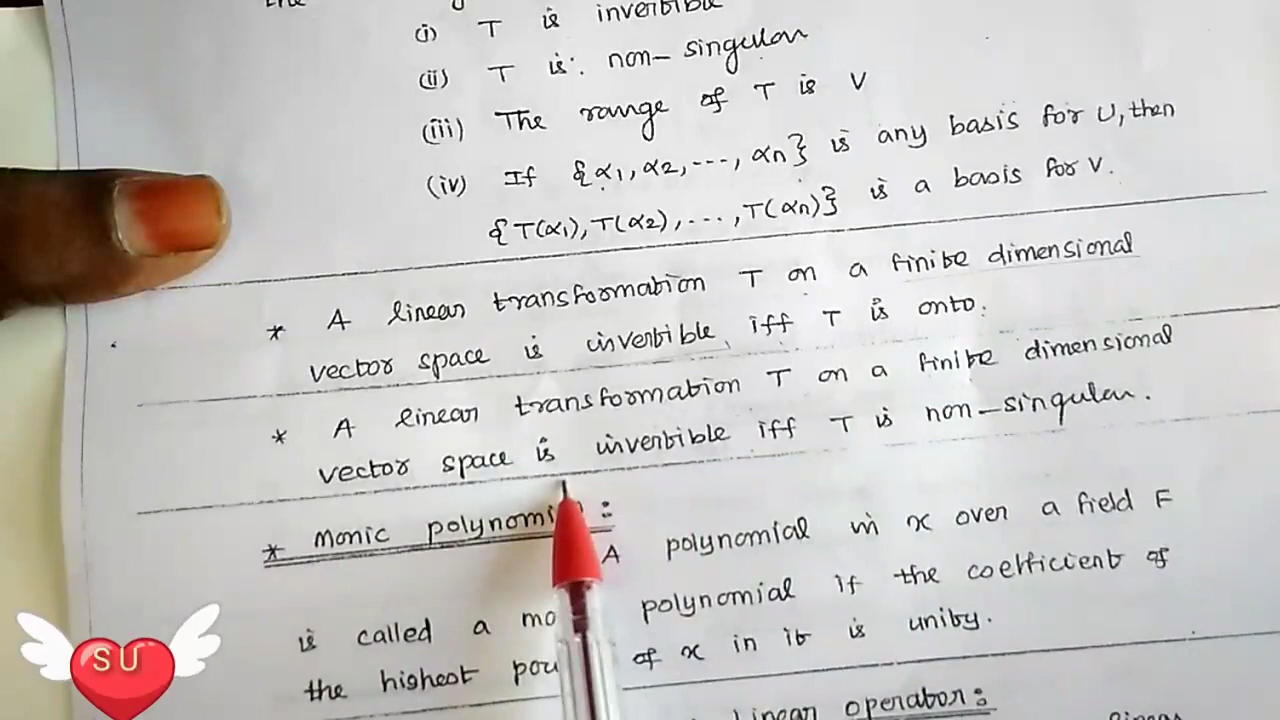 the
(i) T is invertible
(ii) T is non-singular
(iii) The range of T is V
(iv) If {α1, α2, ---, αn} is any basis for U, then
{T(α1), T(α2), ..., T(αn)} is a basis for V.
* A linear transformation T on a finite dimensional
vector space is invertible iff T is onto.
* A linear transformation T on a finite dimensional
vector space is invertible iff T is non-singular.
* Monic polynomi :
A polynomial in x over a field F
is called a mo polynomial if the coefficient of
the highest pow of x in it is unity.
Linear operator:
linear
SU